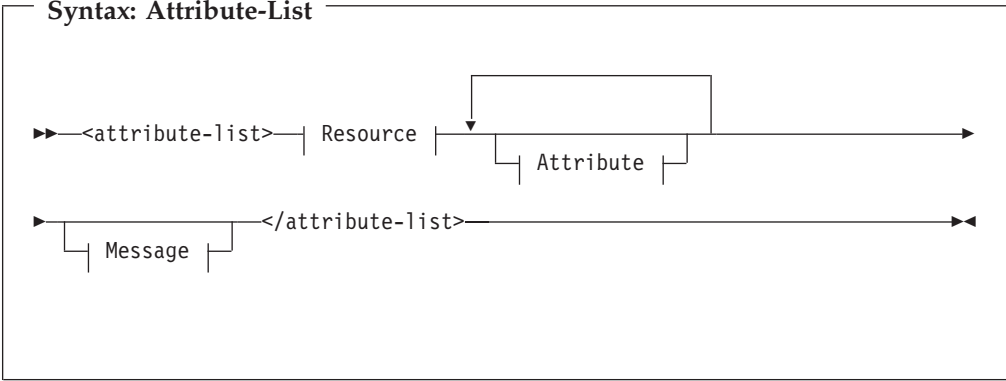 Syntax: Attribute-List
<attribute-list> Resource
Attribute
</attribute-list>
Message